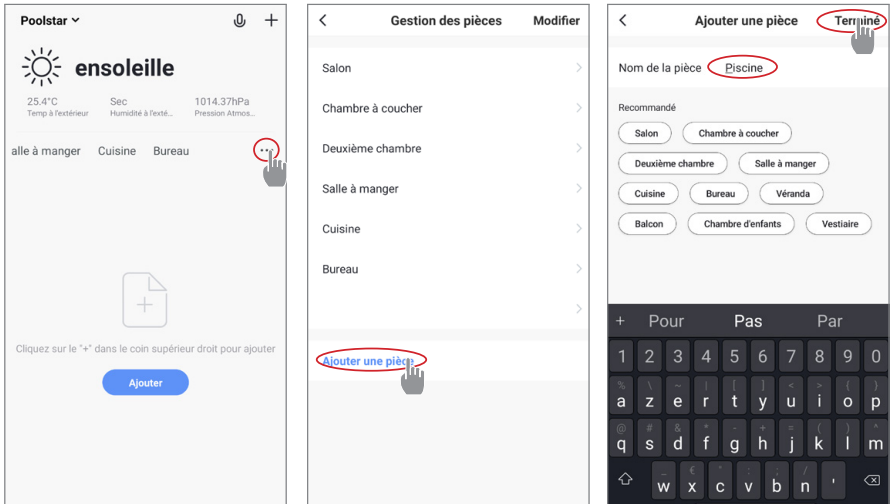 Poolstar
ensoleille
25.4°C Sec 1014.37hPa
Temp à l'extérieur Humidité à l'exté... Pression Atmos...
alle à manger Cuisine Bureau ...
Cliquez sur le "+" dans le coin supérieur droit pour ajouter
Ajouter
Gestion des pièces Modifier
Salon
Chambre à coucher
Deuxième chambre
Salle à manger
Cuisine
Bureau
Ajouter une pièce
Ajouter une pièce Terminé
Nom de la pièce Piscine
Recommandé
Salon Chambre à coucher
Deuxième chambre Salle à manger
Cuisine Bureau Véranda
Balcon Chambre d'enfants Vestiaire
+ Pour Pas Par
1 2 3 4 5 6 7 8 9 0
% \ ~ | [ ] < > { }
a z e r t y u i o p
@ # & * - + = ( ) ^
q s d f g h j k l m
_ € " : ; /
w x c v b n '